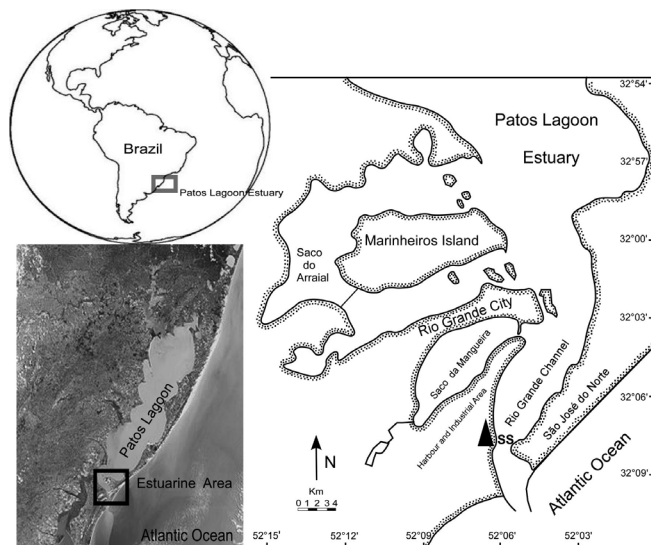 Brazil
Patos Lagoon Estuary
Patos Lagoon
Estuarine Area
Atlantic Ocean
Patos Lagoon
Estuary
Marinheiros Island
Saco
do
Arraial
Rio Grande City
Saco da Mangueira
Harbour and Industrial Area
Rio Grande Channel
São José do Norte
SS
Atlantic Ocean
N
Km
0 1 2 3 4
32°54'
32°57'
32°00'
32°03'
32°06'
32°09'
52°15'
52°12'
52°09'
52°06'
52°03'